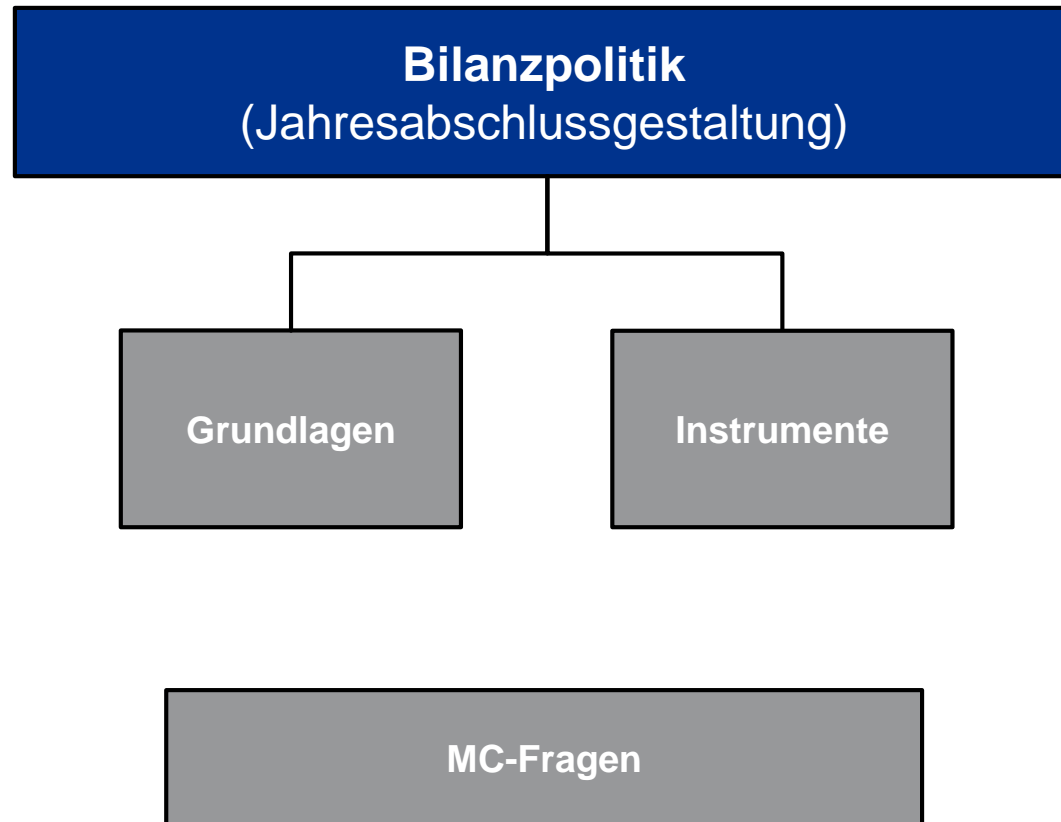 Bilanzpolitik
(Jahresabschlussgestaltung)
Grundlagen
Instrumente
MC-Fragen